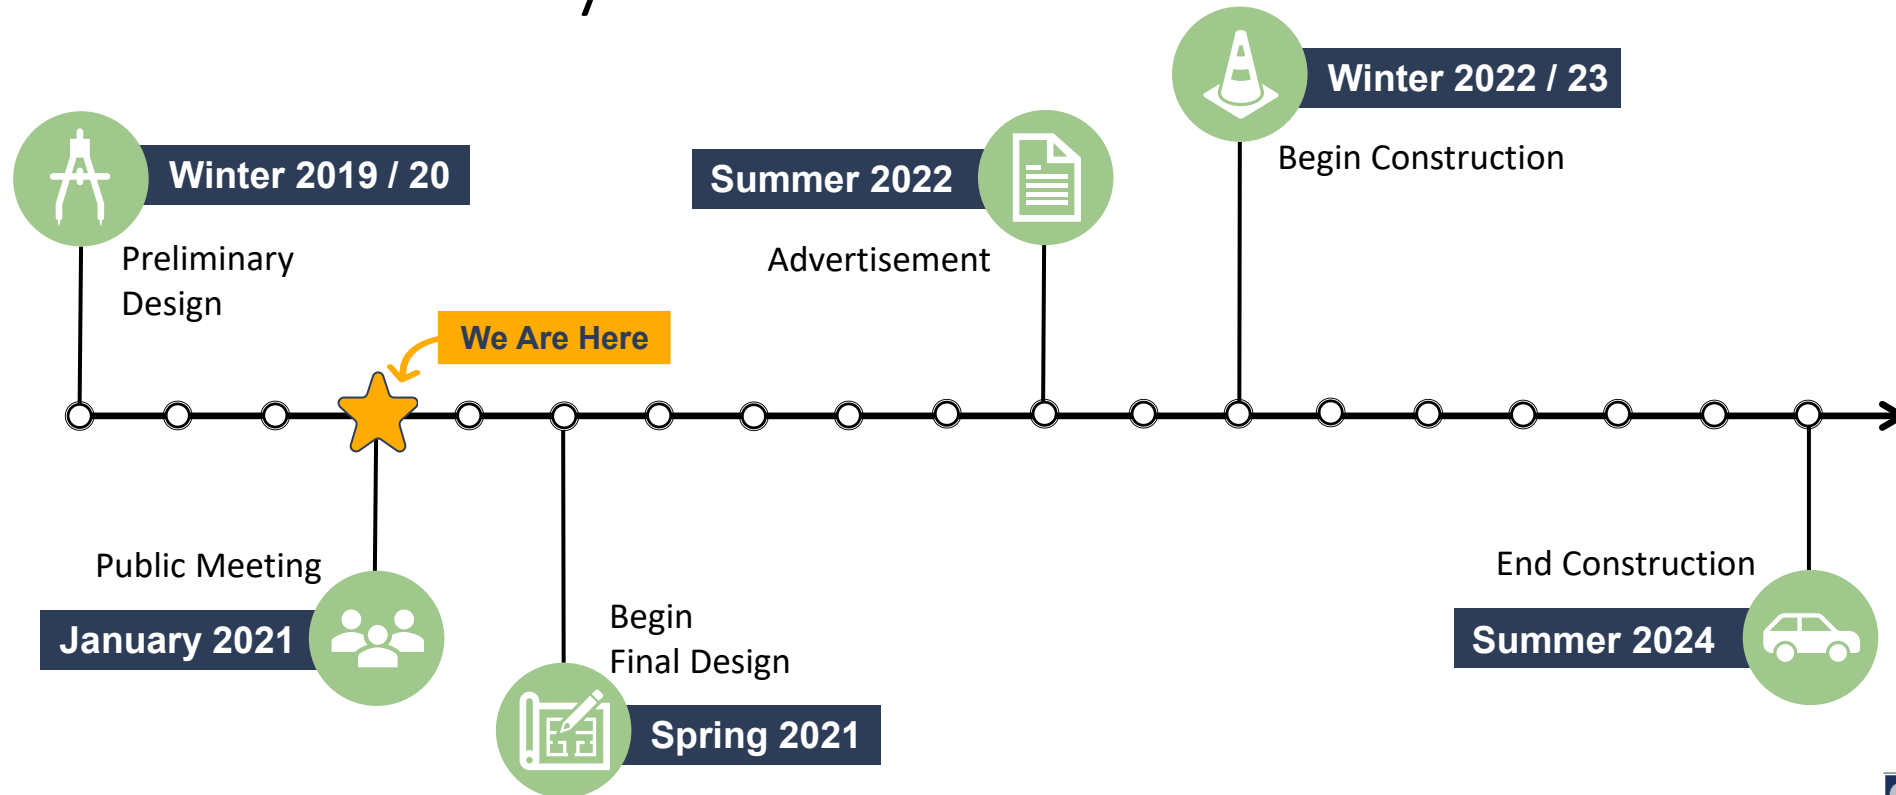 Winter 2019 / 20
Preliminary
Design
We Are Here
Public Meeting
January 2021
Begin
Final Design
Spring 2021
Summer 2022
Advertisement
Winter 2022 / 23
Begin Construction
End Construction
Summer 2024